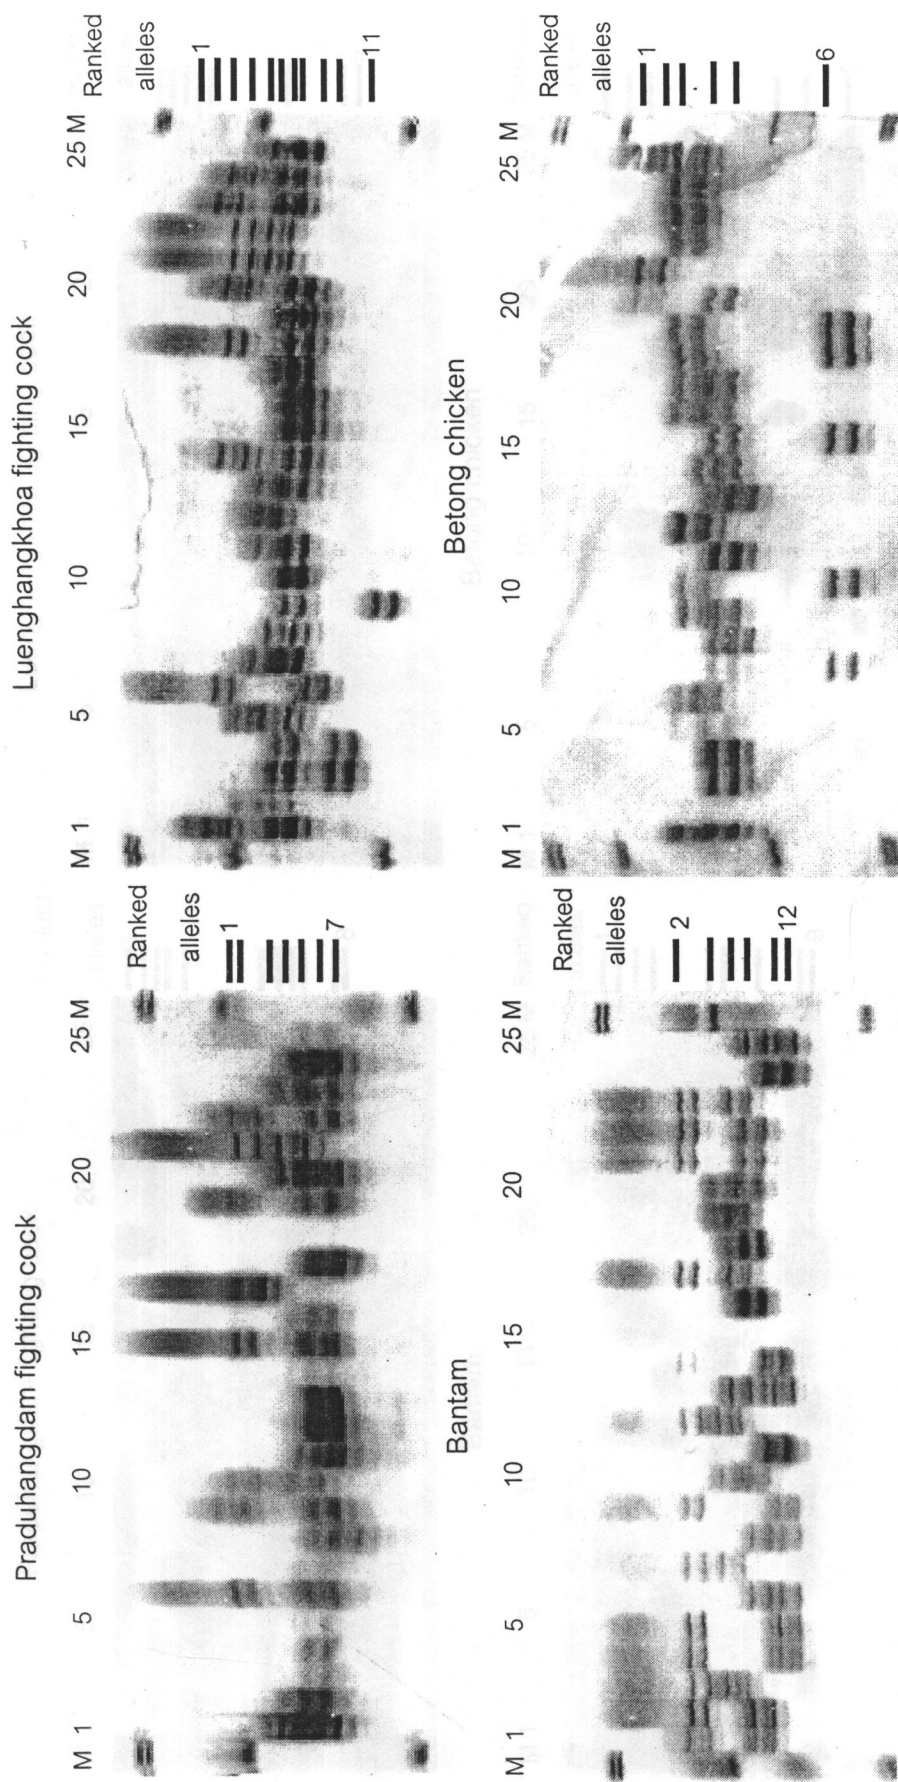 Praduhangdam fighting cock
M 1 5 10 15 20 25 M
Ranked
alleles
1
7
Luenghangkhoa fighting cock
M 1 5 10 15 20 25 M
Ranked
alleles
1
11
Bantam
M 1 5 10 15 20 25 M
Ranked
alleles
2
12
Betong chicken
M 1 5 10 15 20 25 M
Ranked
alleles
1
6